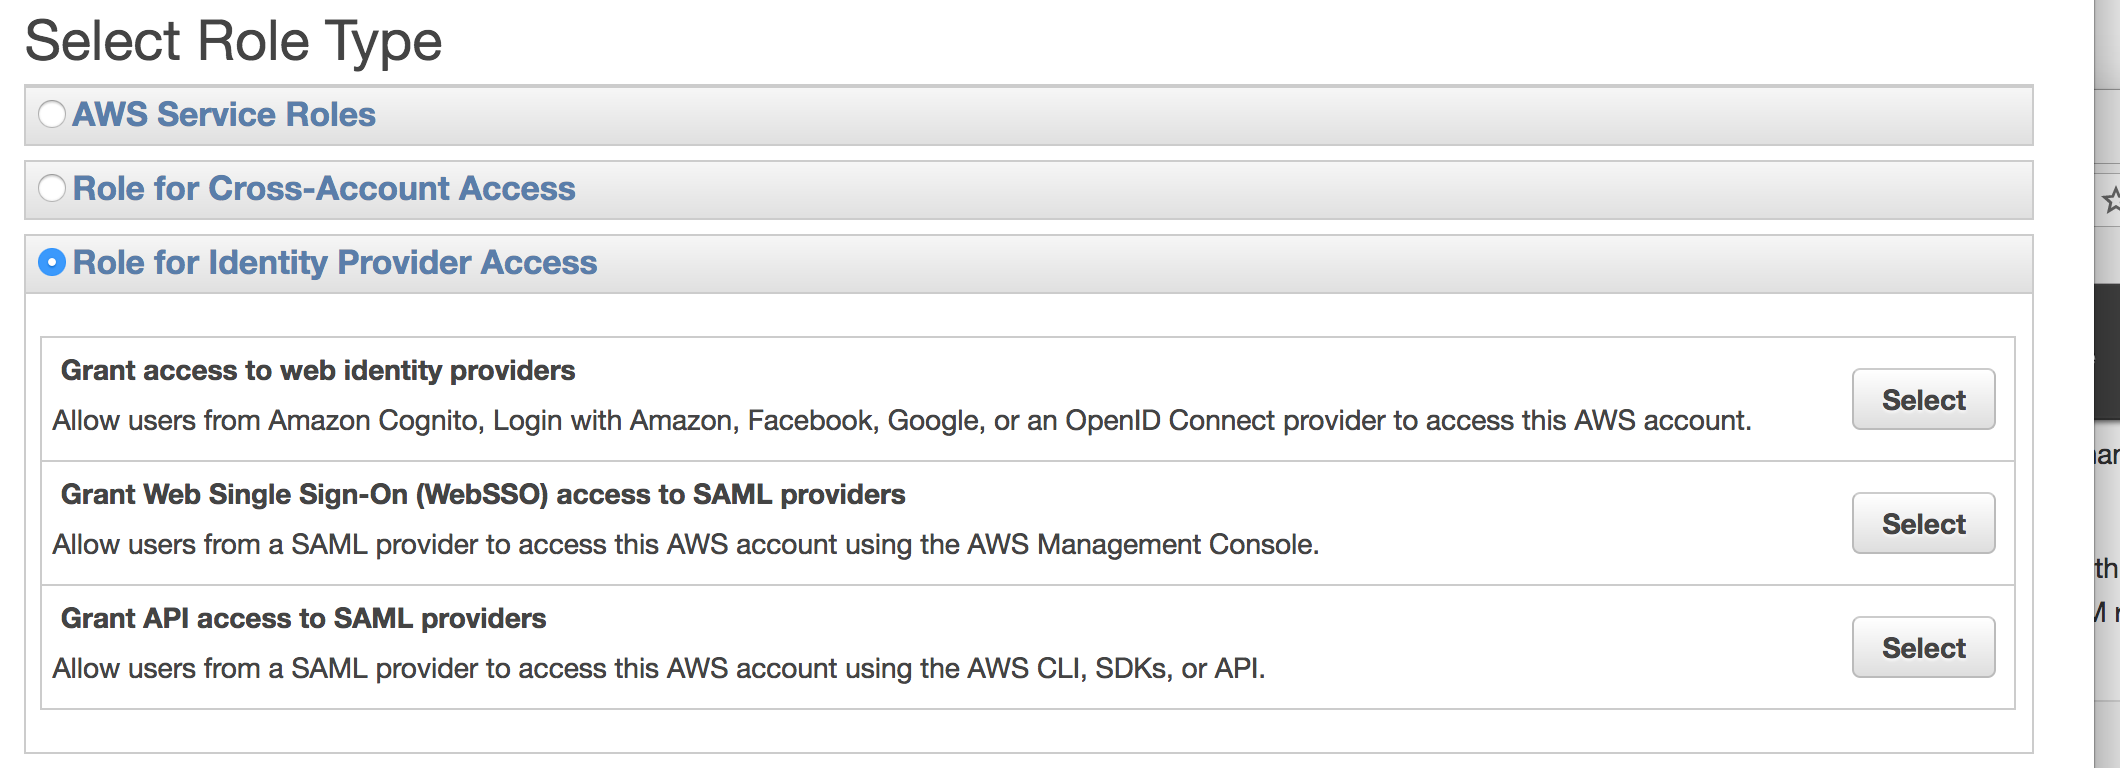 Select Role Type
AWS Service Roles
Role for Cross-Account Access
Role for Identity Provider Access
Grant access to web identity providers
Allow users from Amazon Cognito, Login with Amazon, Facebook, Google, or an OpenID Connect provider to access this AWS account.
Select
Grant Web Single Sign-On (WebSSO) access to SAML providers
Allow users from a SAML provider to access this AWS account using the AWS Management Console.
Select
Grant API access to SAML providers
Allow users from a SAML provider to access this AWS account using the AWS CLI, SDKs, or API.
Select